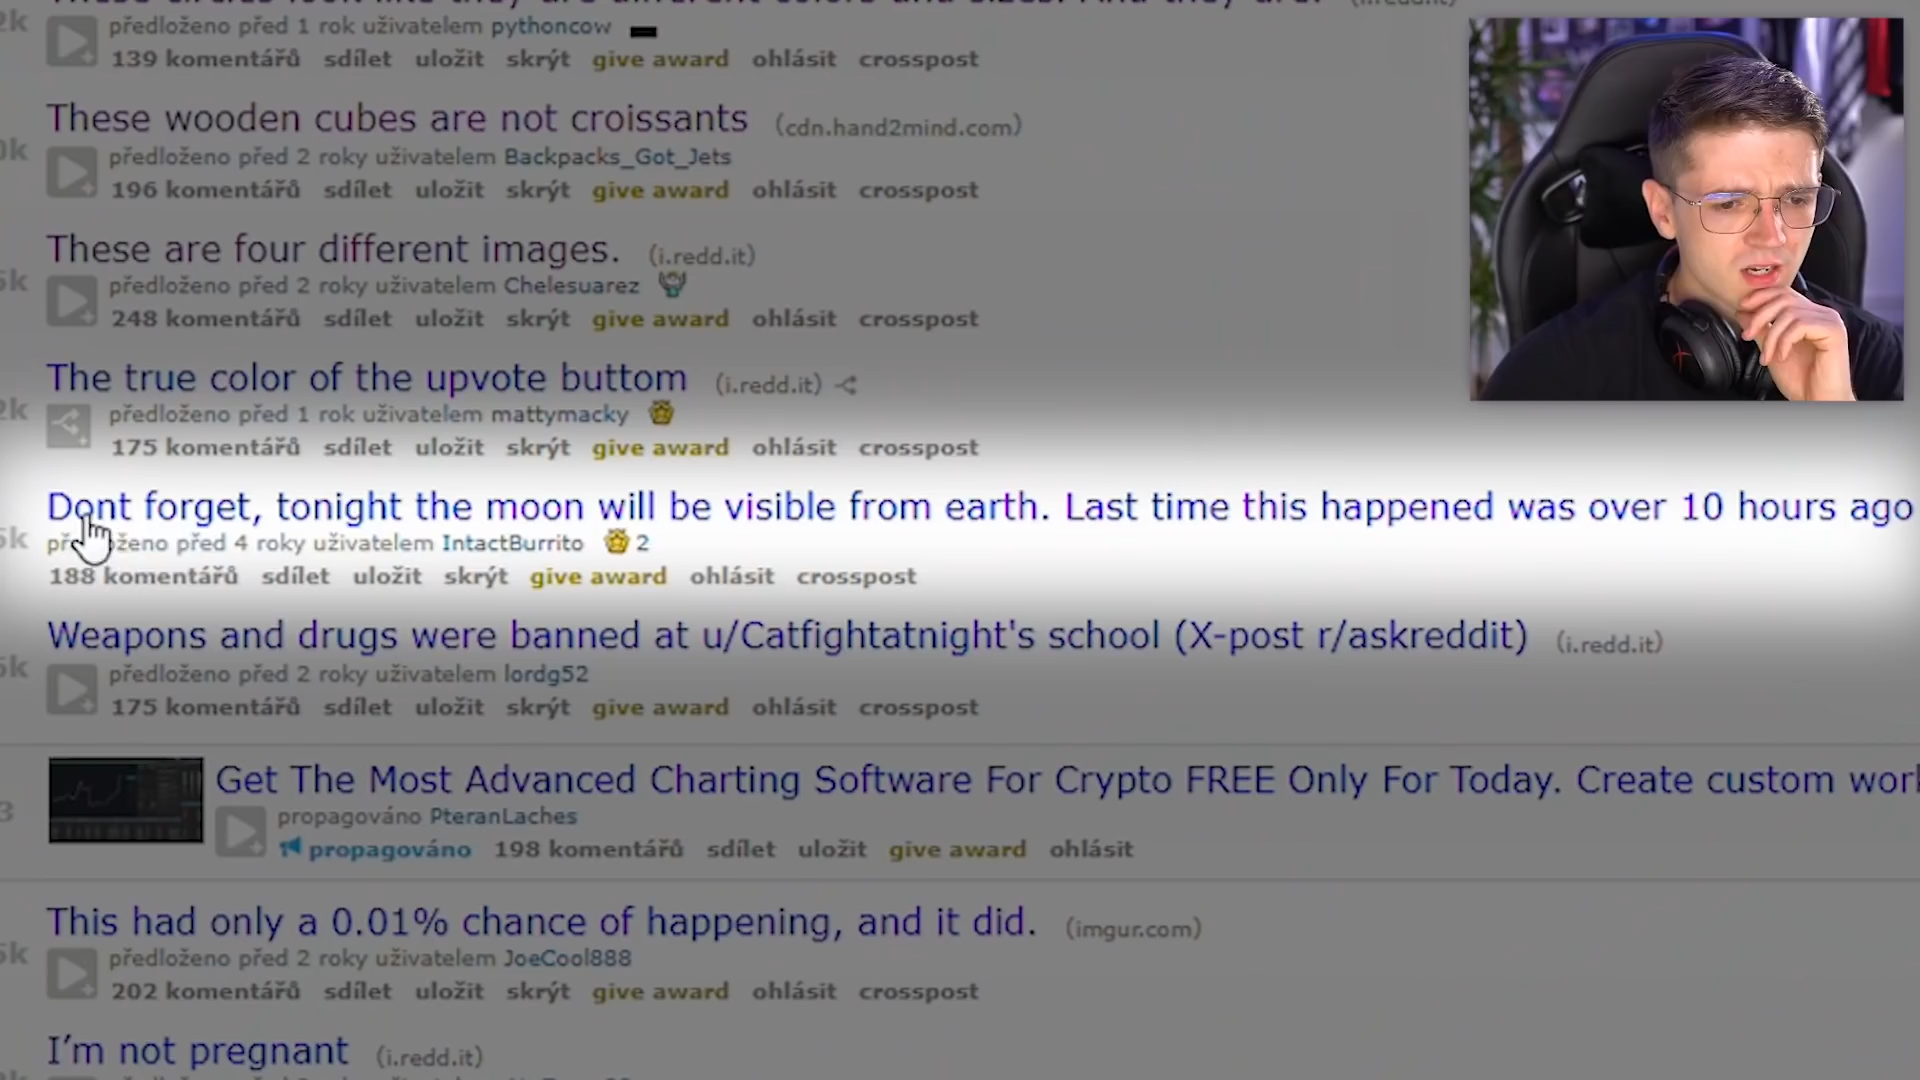 2k předloženo před 1 rok uživatelem pythoncow
139 komentářů sdílet uložit skrýt give award ohlásit crosspost
These wooden cubes are not croissants (cdn.hand2mind.com)
předloženo před 2 roky uživatelem Backpacks_Got_Jets
196 komentářů sdílet uložit skrýt give award ohlásit crosspost
These are four different images. (i.redd.it)
předloženo před 2 roky uživatelem Chelesuarez
248 komentářů sdílet uložit skrýt give award ohlásit crosspost
The true color of the upvote buttom (i.redd.it)
předloženo před 1 rok uživatelem mattymacky
175 komentářů sdílet uložit skrýt give award ohlásit crosspost
Dont forget, tonight the moon will be visible from earth. Last time this happened was over 10 hours ago
před 4 roky uživatelem IntactBurrito 2
188 komentářů sdílet uložit skrýt give award ohlásit crosspost
Weapons and drugs were banned at u/Catfightatnight's school (X-post r/askreddit) (i.redd.it)
předloženo před 2 roky uživatelem lordg52
175 komentářů sdílet uložit skrýt give award ohlásit crosspost
Get The Most Advanced Charting Software For Crypto FREE Only For Today. Create custom
propagováno PteranLaches
propagováno 198 komentářů sdílet uložit give award ohlásit
This had only a 0.01% chance of happening, and it did. (imgur.com)
předloženo před 2 roky uživatelem JoeCool888
202 komentářů sdílet uložit skrýt give award ohlásit crosspost
I'm not pregnant (i.redd.it)